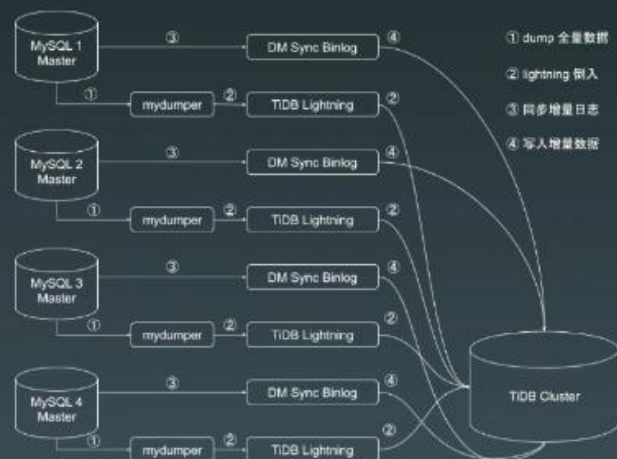 MySQL 1
Master
③
DM Sync Binlog
④
①
mydumper
②
TiDB Lightning
②
MySQL 2
Master
③
DM Sync Binlog
④
①
mydumper
②
TiDB Lightning
②
MySQL 3
Master
③
DM Sync Binlog
④
①
mydumper
②
TiDB Lightning
②
MySQL 4
Master
③
DM Sync Binlog
④
①
mydumper
②
TiDB Lightning
②
TiDB Cluster
① dump 全量数据
② lightning 倒入
③ 同步增量日志
④ 写入增量数据